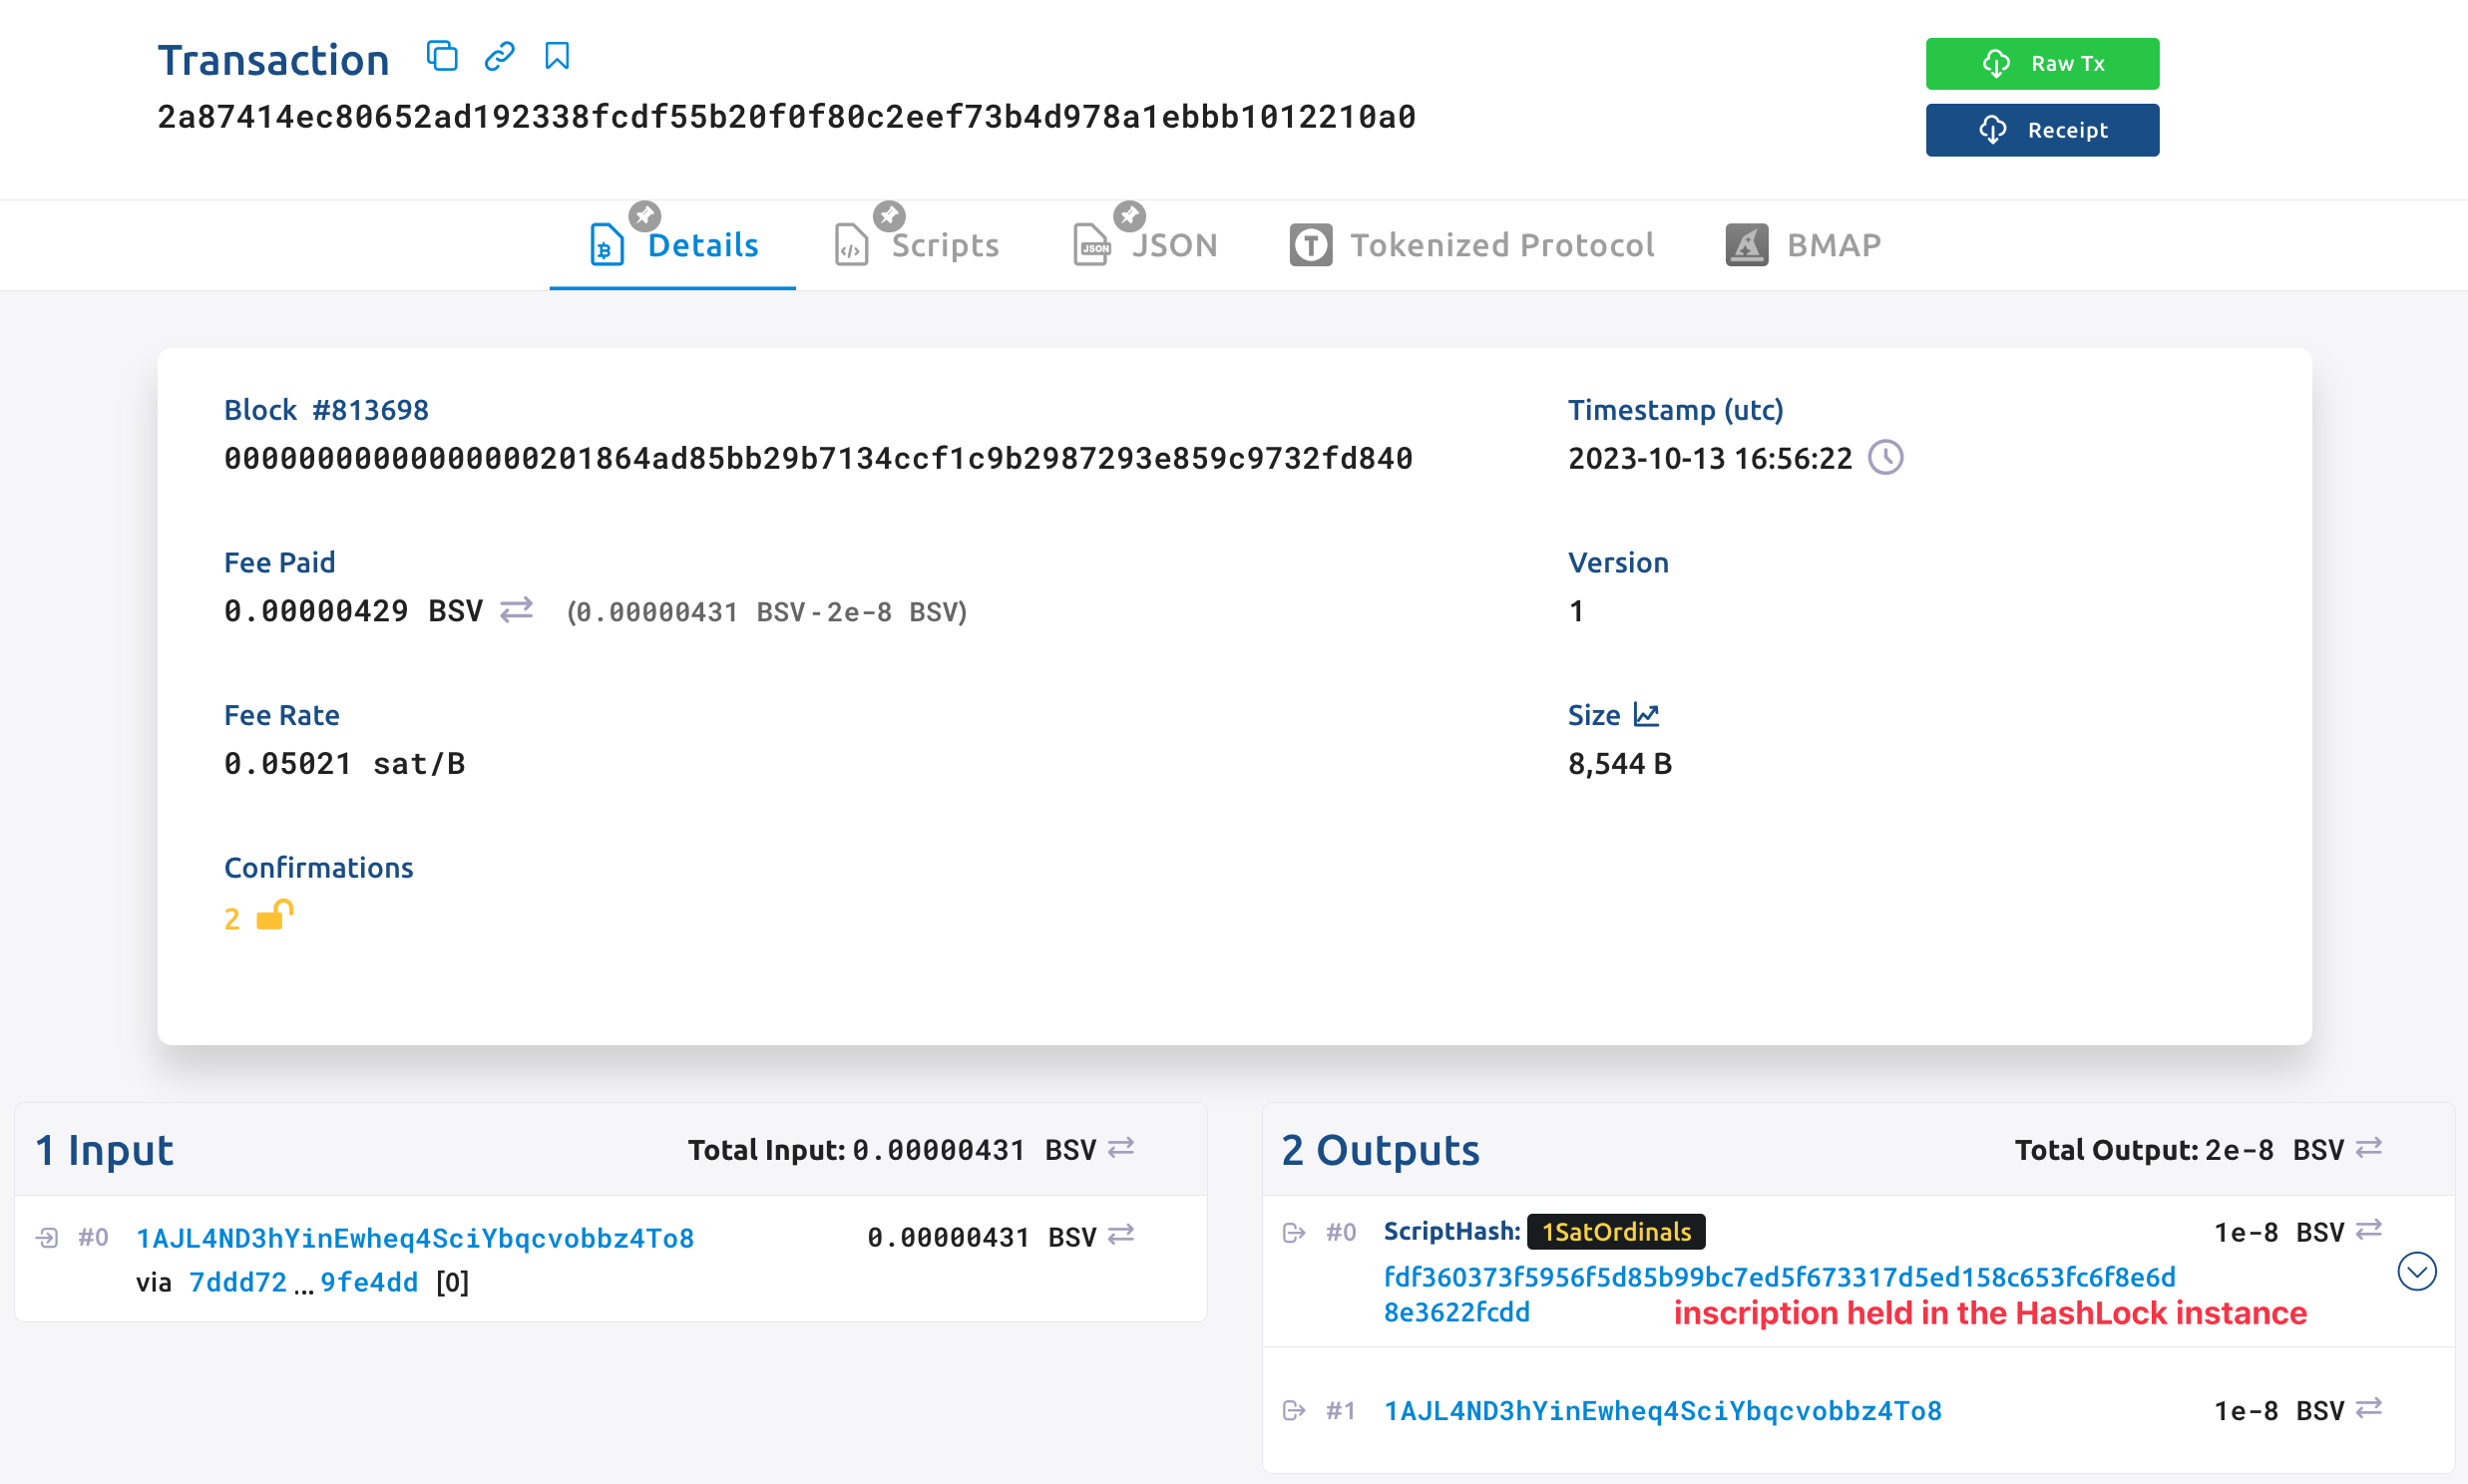 Transaction
Raw Tx
2a87414ec80652ad192338fcdf55b20f0f80c2eef73b4d978a1ebbb1012210a0
Receipt
Details
Scripts
JSON
JSON
Tokenized Protocol
BMAP
Block #813698
Timestamp (utc)
00000000000000000201864ad85bb29b7134ccf1c9b2987293e859c9732fd840
2023-10-13 16:56:22
Fee Paid
Version
0.00000429 BSV (0.00000431 BSV - 2e-8 BSV)
1
Fee Rate
Size
0.05021 sat/B
8,544 B
Confirmations
2
1 Input
Total Input: 0.00000431 BSV
#0 1AJL4ND3hYinEwheq4SciYbqcvobbz4To8 0.00000431 BSV
via 7ddd72...9fe4dd [0]
2 Outputs
Total Output: 2e-8 BSV
#0 ScriptHash: 1SatOrdinals 1e-8 BSV
fdf360373f5956f5d85b99bc7ed5f673317d5ed158c653fc6f8e6d
8e3622fcdd
inscription held in the HashLock instance
#1 1AJL4ND3hYinEwheq4SciYbqcvobbz4To8 1e-8 BSV